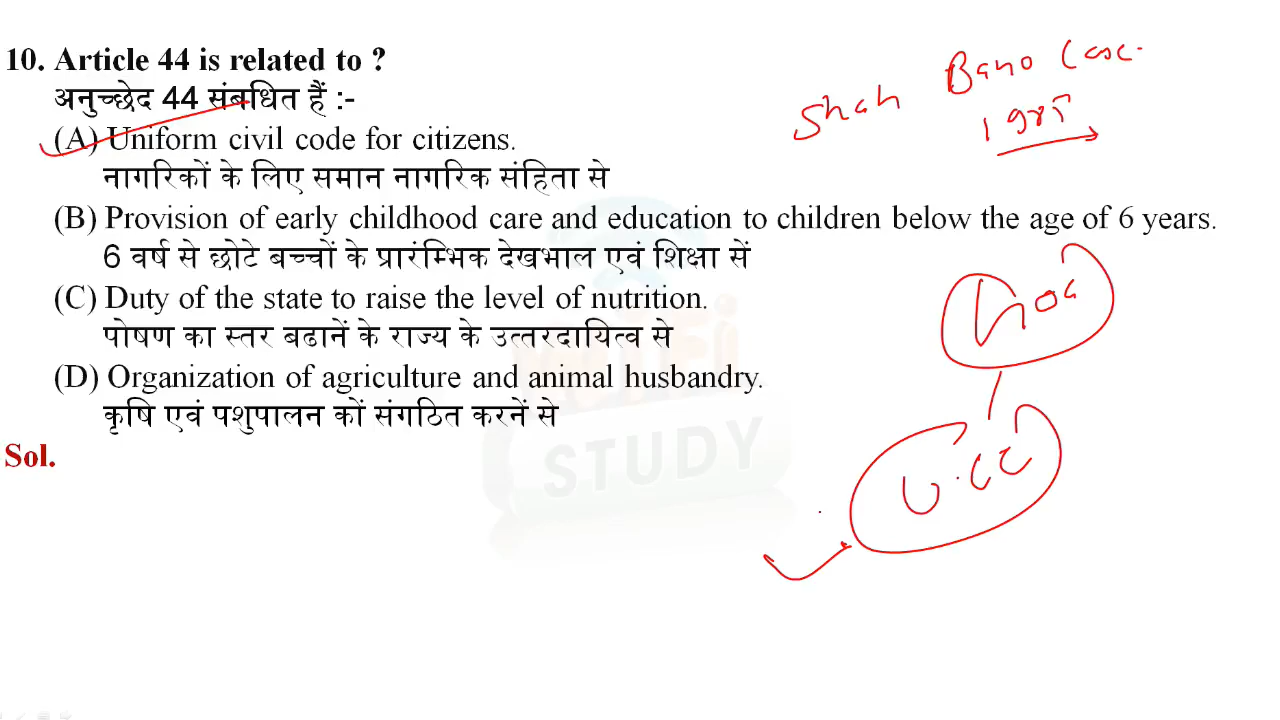 10. Article 44 is related to ?
अनुच्छेद 44 संबधित हैं :-
(A) Uniform civil code for citizens.
नागरिकों के लिए समान नागरिक संहिता से
(B) Provision of early childhood care and education to children below the age of 6 years.
6 वर्ष से छोटे बच्चों के प्रारंम्भिक देखभाल एवं शिक्षा सें
(C) Duty of the state to raise the level of nutrition.
पोषण का स्तर बढानें के राज्य के उत्तरदायित्व से
(D) Organization of agriculture and animal husbandry.
कृषि एवं पशुपालन कों संगठित करनें से
Sol.
Shah Bano Case
1985
U.CC
STUDY